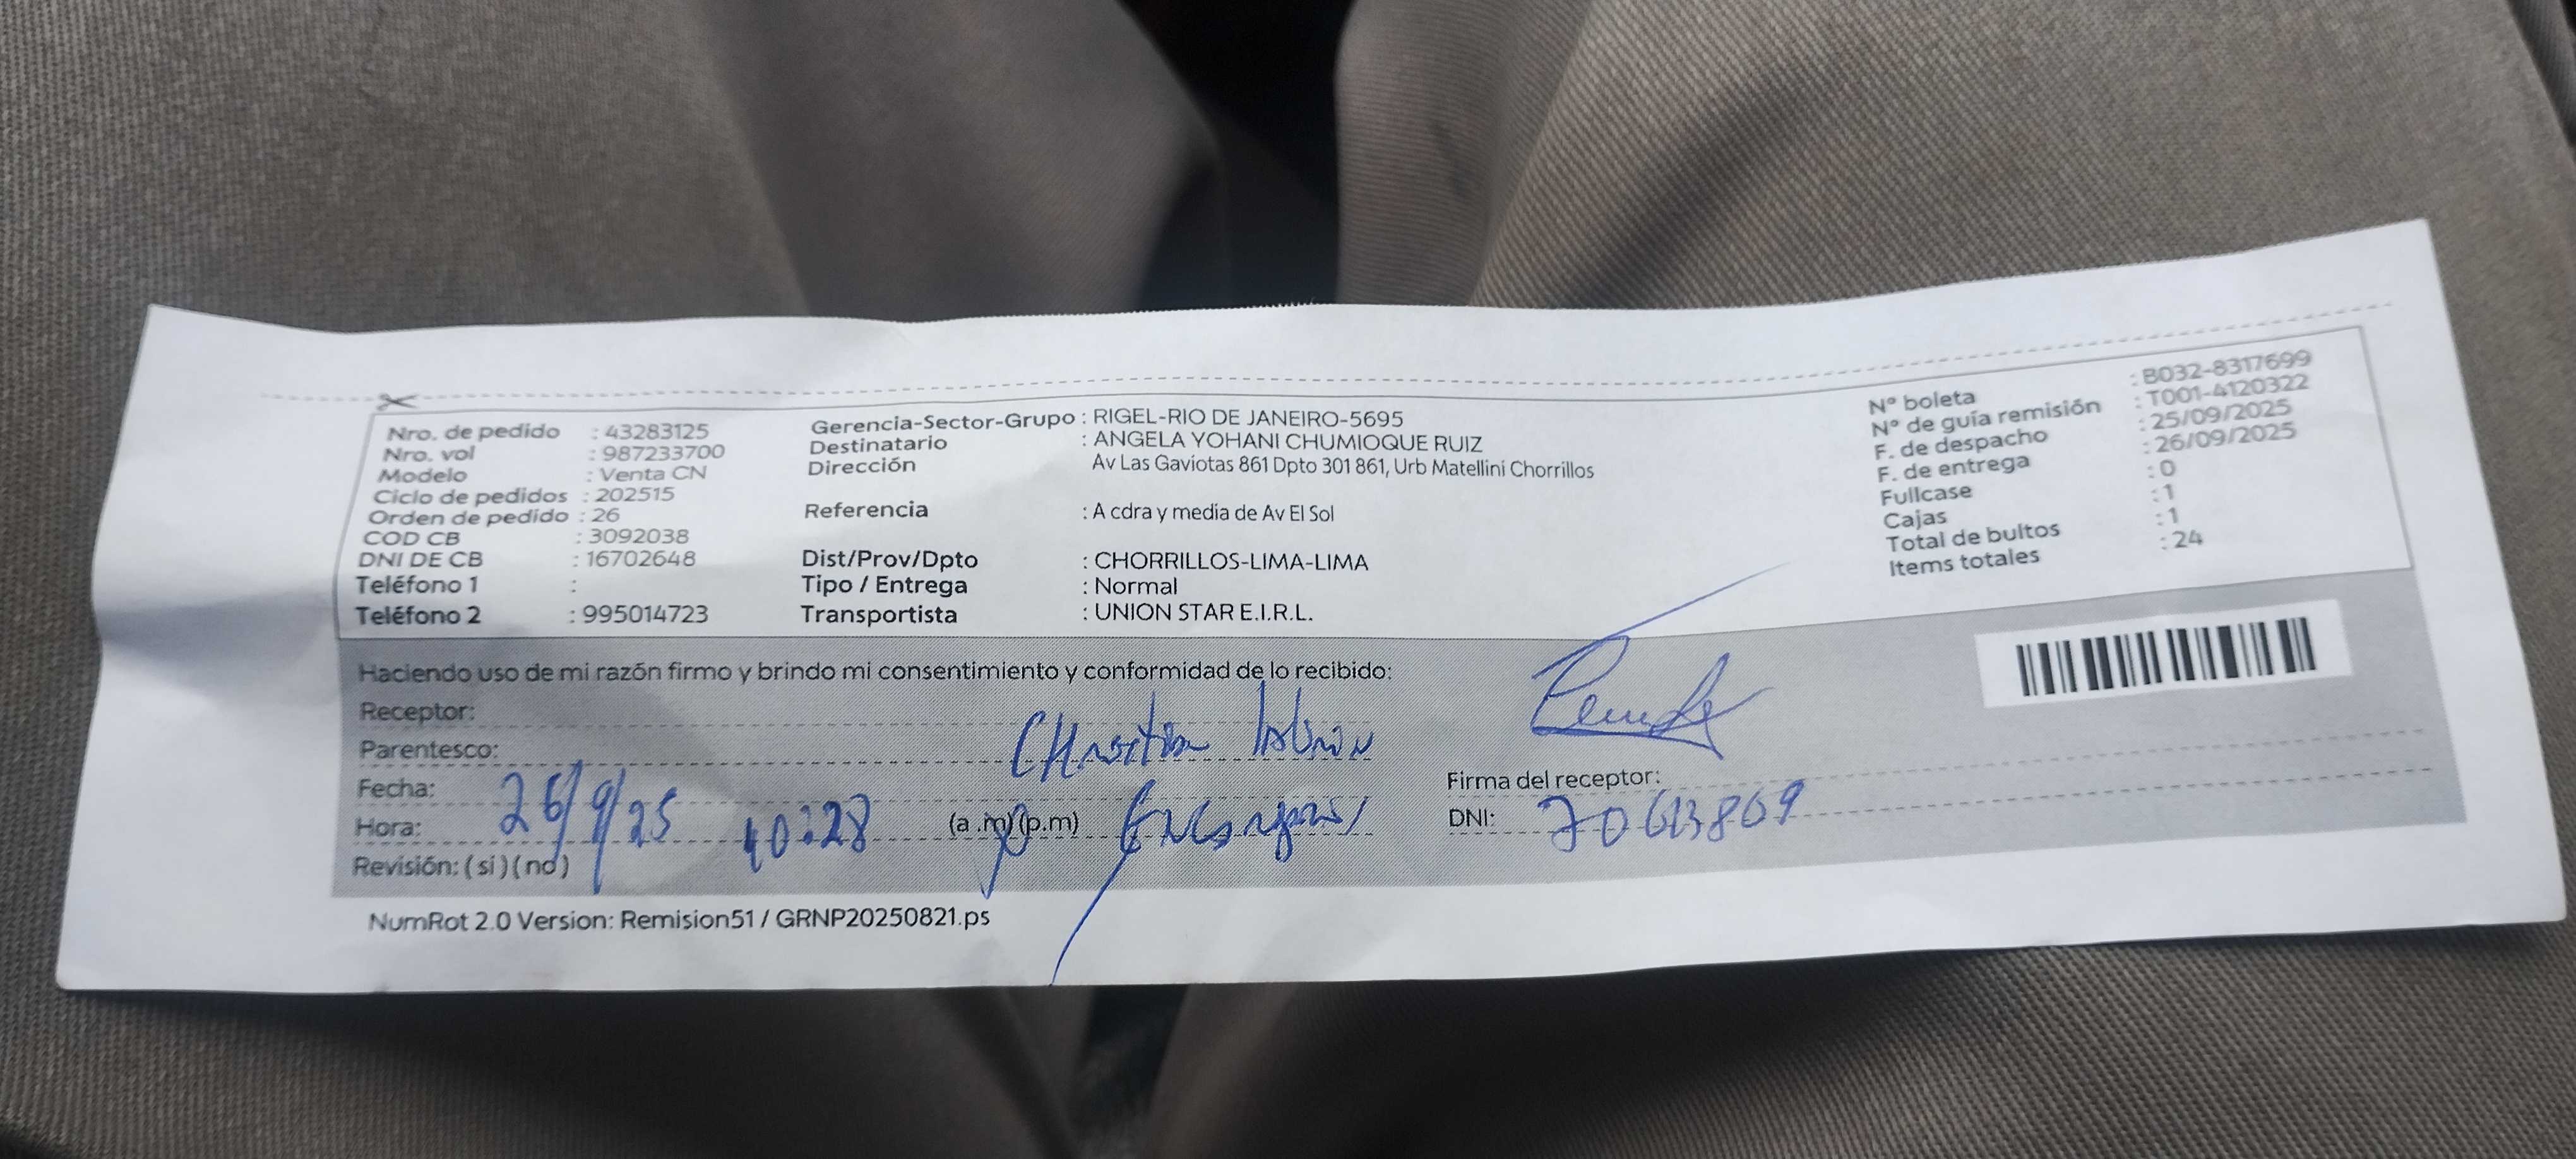 Nro. de pedido : 43283125
Nro. vol : 987233700
Modelo : Venta CN
Ciclo de pedidos : 202515
Orden de pedido : 26
COD CB : 3092038
DNI DE CB : 16702648
Teléfono 1 :
Teléfono 2 : 995014723
Gerencia-Sector-Grupo : RIGEL-RIO DE JANEIRO-5695
Destinatario : ANGELA YOHANI CHUMIOQUE RUIZ
Dirección Av Las Gaviotas 861 Dpto 301 861, Urb Matellini Chorrillos
Referencia : A cdra y media de Av El Sol
Dist/Prov/Dpto : CHORRILLOS-LIMA-LIMA
Tipo / Entrega : Normal
Transportista : UNION STAR E.I.R.L.
N° boleta : B032-8317699
N° de guía remisión : T001-4120322
F. de despacho : 25/09/2025
F. de entrega : 26/09/2025
Fullcase : 0
Cajas : 1
Total de bultos : 1
Items totales : 24
Haciendo uso de mi razón firmo y brindo mi consentimiento y conformidad de lo recibido:
Receptor:
Parentesco:
Fecha: 26/9/25
Hora: 10:28 (a .m) (p.m)
Revisión: ( si ) ( no )
Firma del receptor:
DNI:
NumRot 2.0 Version: Remision51 / GRNP20250821.ps